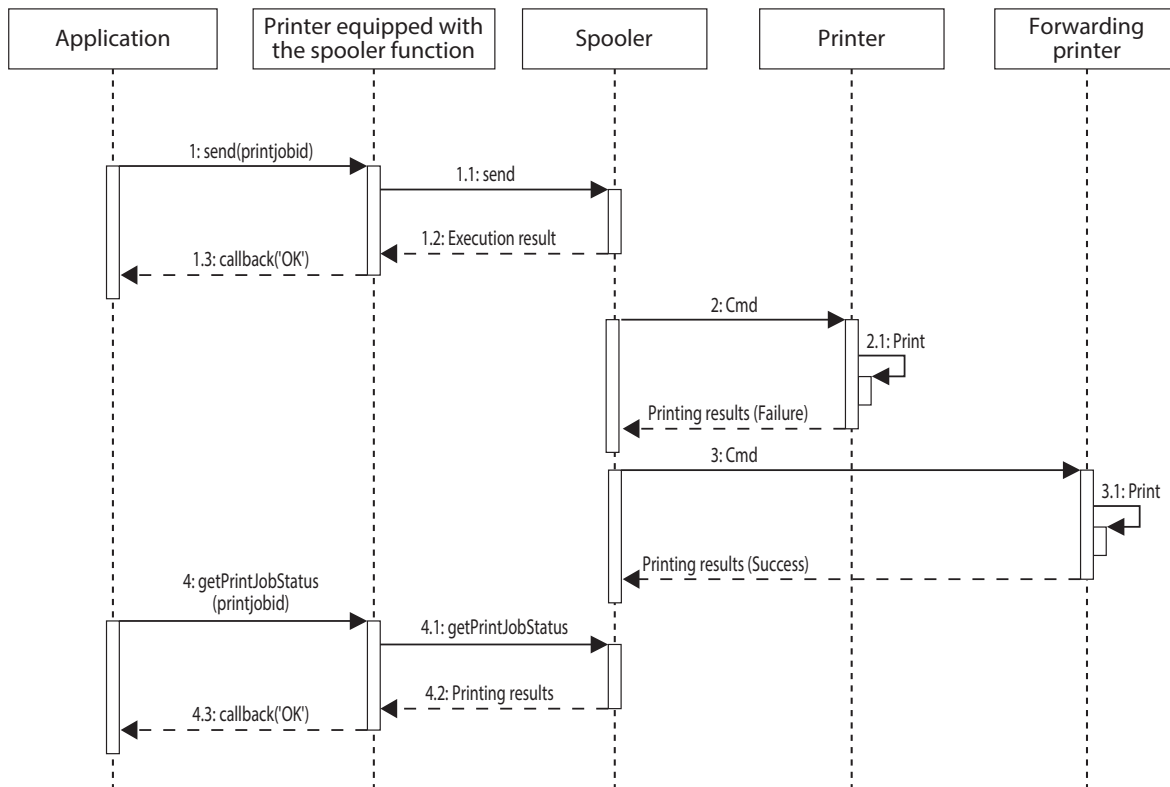 Application
Printer equipped with
the spooler function
Spooler
Printer
Forwarding
printer
1: send(printjobid)
1.1: send
1.2: Execution result
1.3: callback('OK')
2: Cmd
2.1: Print
Printing results (Failure)
3: Cmd
3.1: Print
Printing results (Success)
4: getPrintJobStatus
(printjobid)
4.1: getPrintJobStatus
4.2: Printing results
4.3: callback('OK')